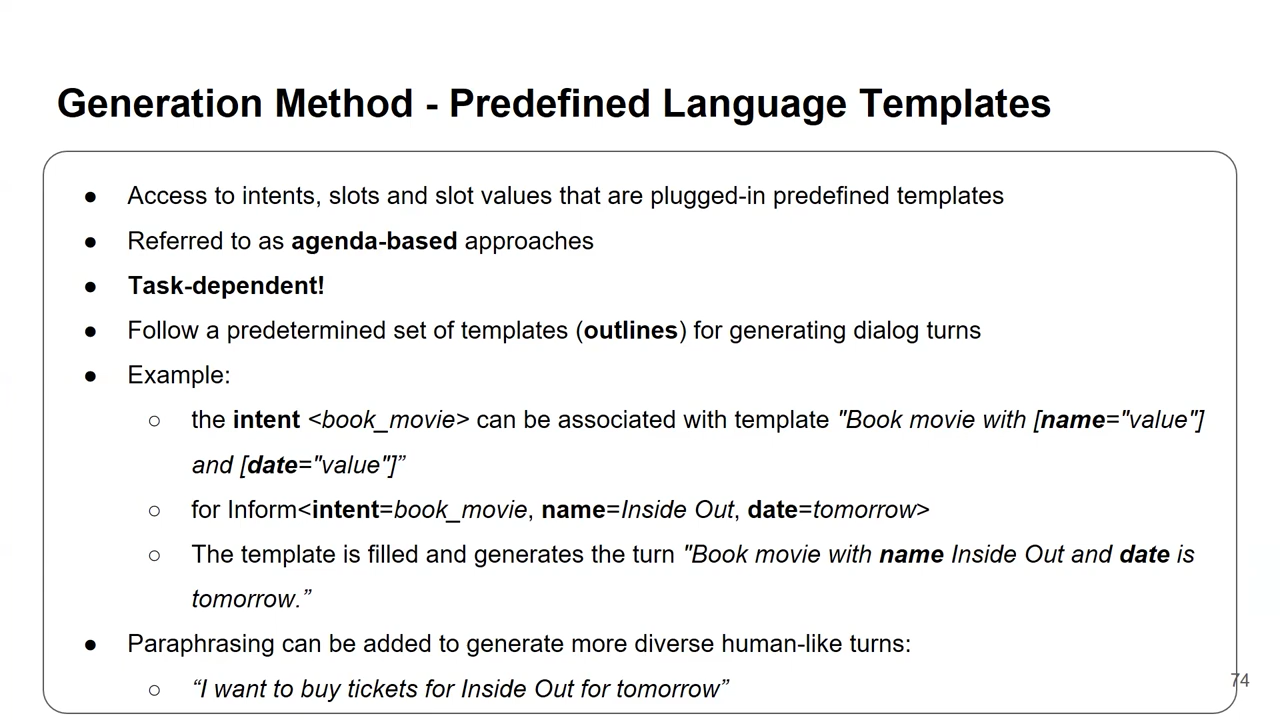 Generation Method - Predefined Language Templates
● Access to intents, slots and slot values that are plugged-in predefined templates
● Referred to as agenda-based approaches
● Task-dependent!
● Follow a predetermined set of templates (outlines) for generating dialog turns
● Example:
○ the intent <book_movie> can be associated with template "Book movie with [name="value"]
and [date="value"]”
○ for Inform<intent=book_movie, name=Inside Out, date=tomorrow>
○ The template is filled and generates the turn "Book movie with name Inside Out and date is
tomorrow.”
● Paraphrasing can be added to generate more diverse human-like turns:
○ “I want to buy tickets for Inside Out for tomorrow”
74